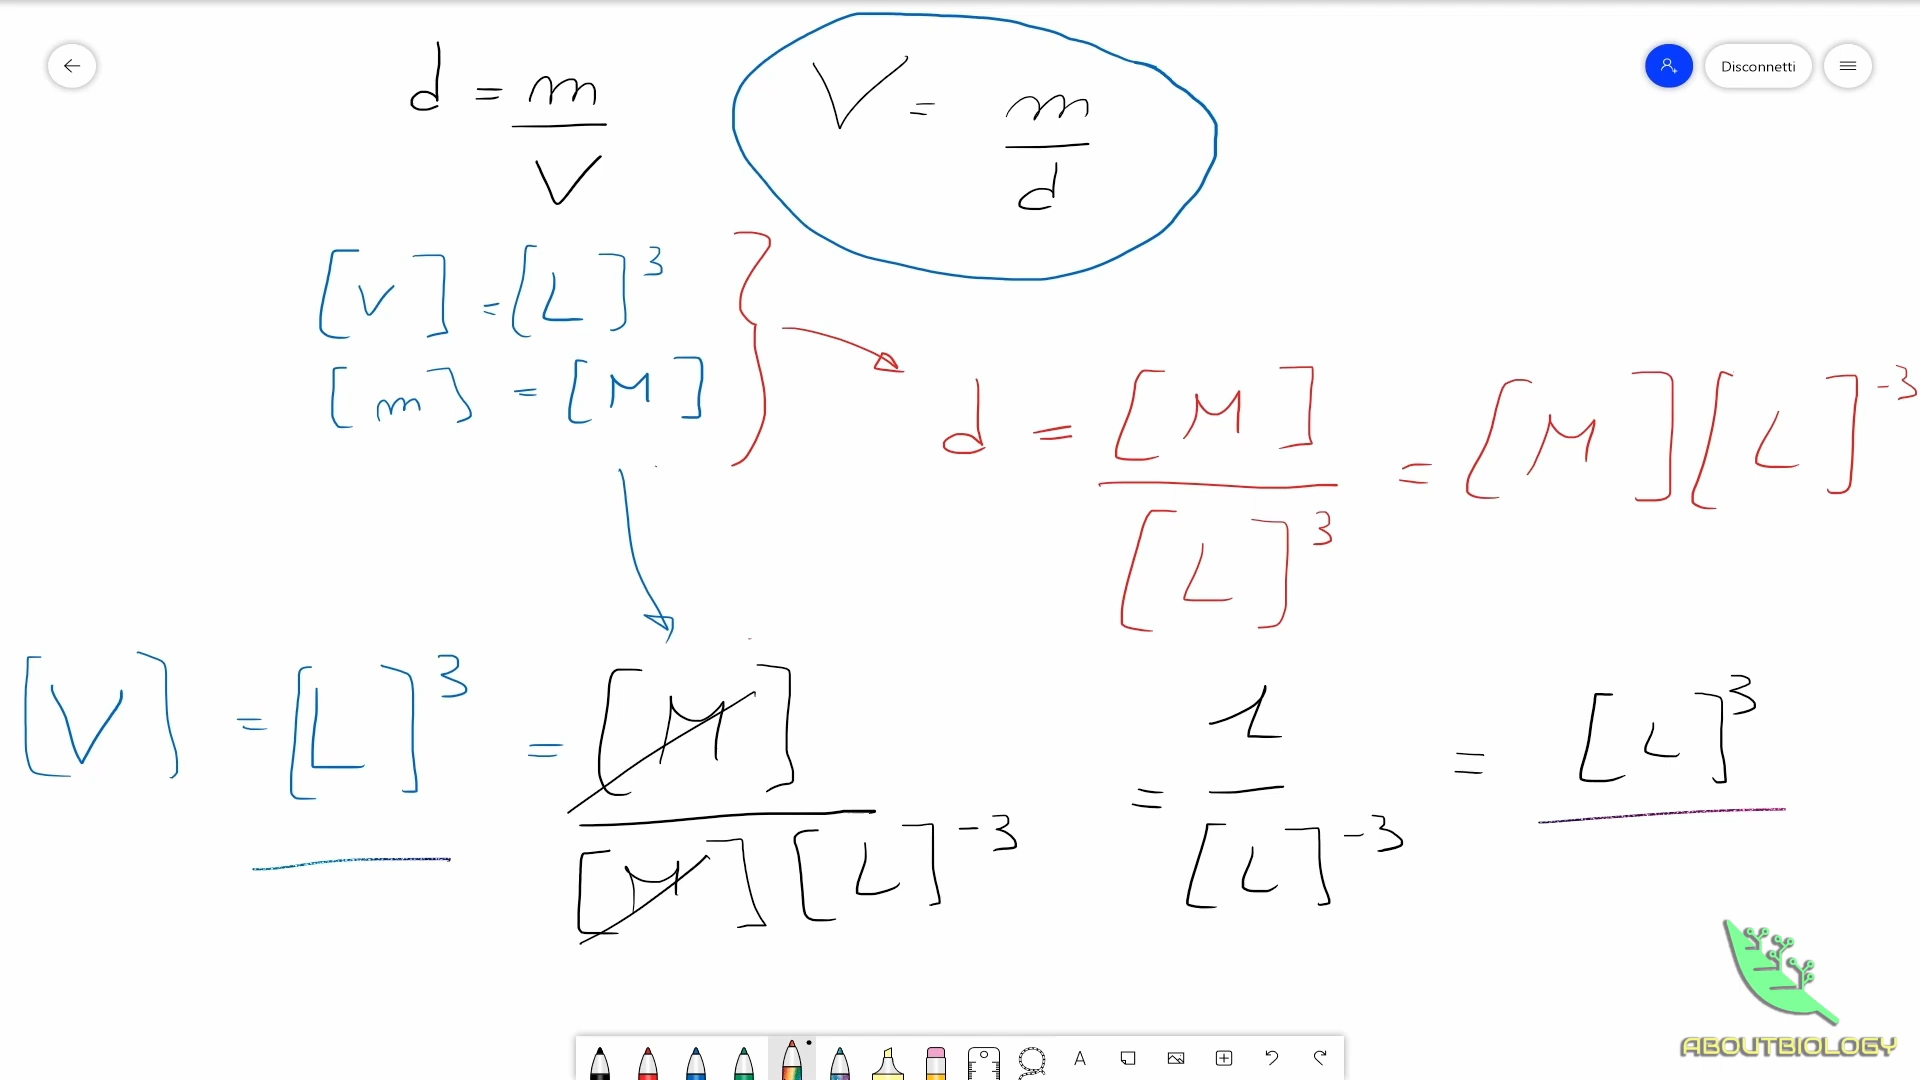 Disconnetti
d = m / V
V = m / d
[V] = [L]^3
[m] = [M]
d = [M] / [L]^3 = [M][L]^-3
[V] = [L]^3 = [M] / [M][L]^-3 = 1 / [L]^-3 = [L]^3
ABOUTBIOLOGY
A